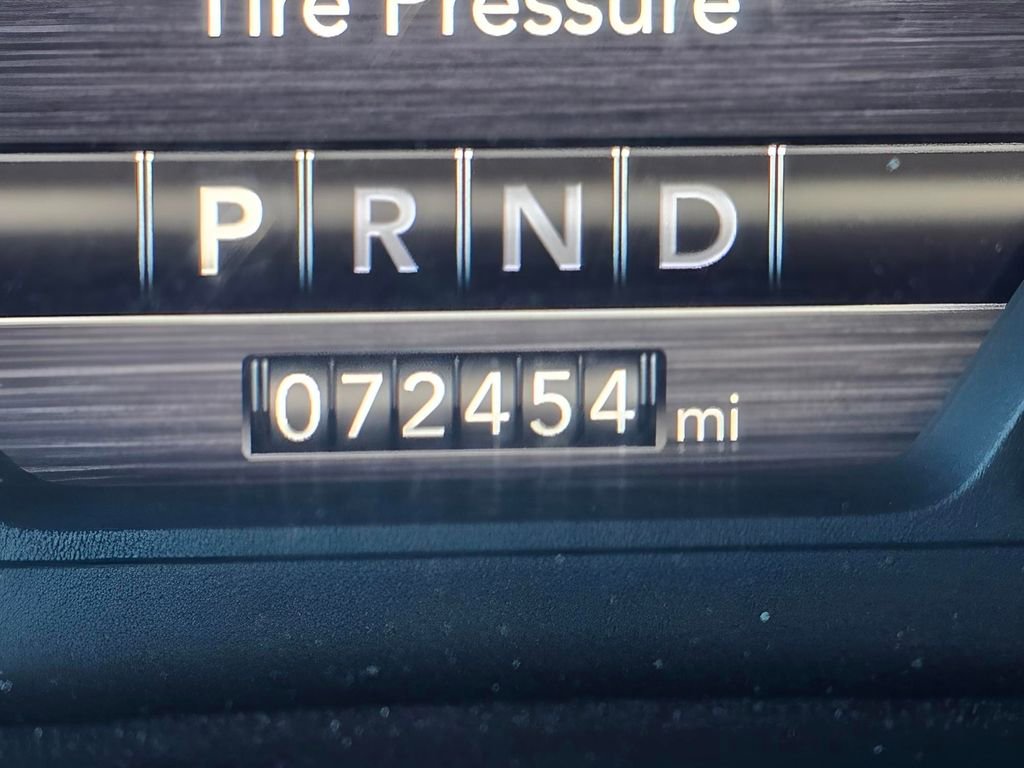 Tire Pressure
P R N D
072454 mi